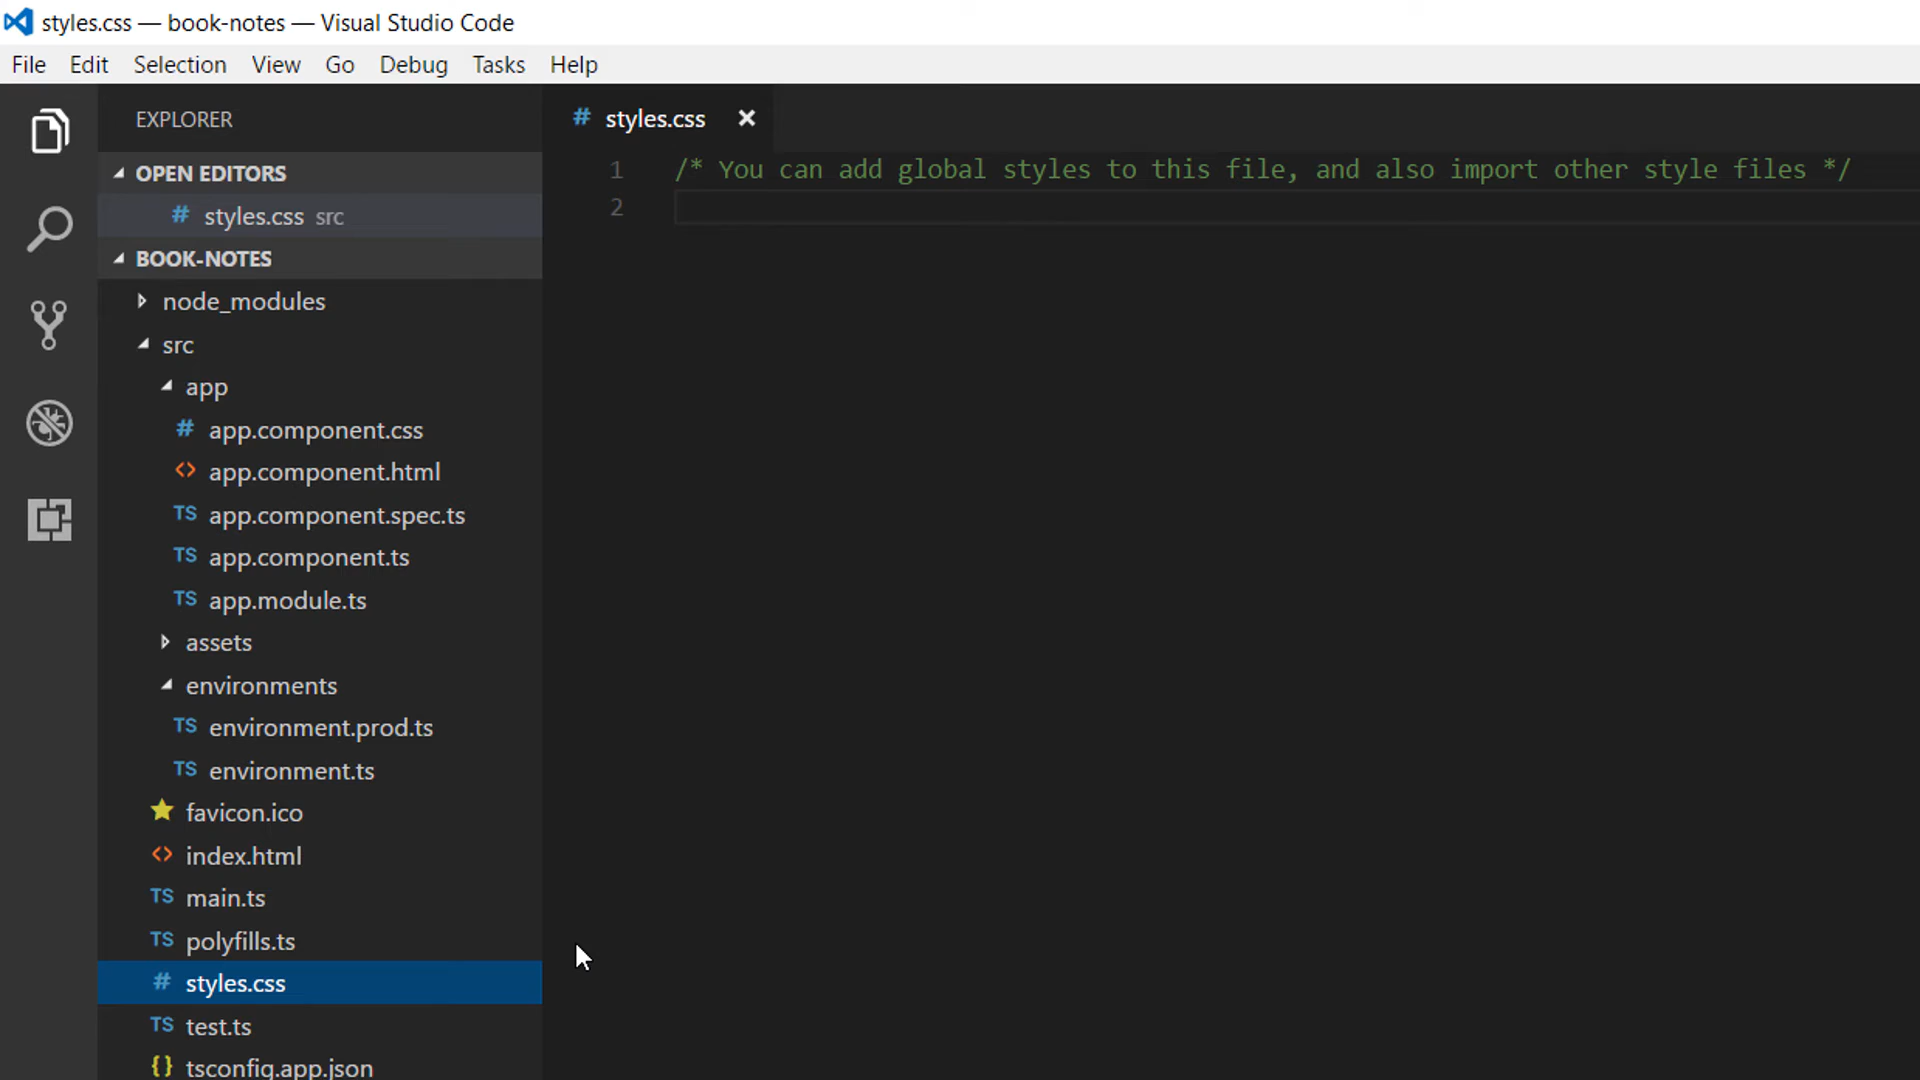 styles.css — book-notes — Visual Studio Code
File Edit Selection View Go Debug Tasks Help
EXPLORER
# styles.css
OPEN EDITORS
# styles.css src
BOOK-NOTES
node_modules
src
app
# app.component.css
<> app.component.html
TS app.component.spec.ts
TS app.component.ts
TS app.module.ts
assets
environments
TS environment.prod.ts
TS environment.ts
favicon.ico
<> index.html
TS main.ts
TS polyfills.ts
# styles.css
TS test.ts
{} tsconfig.app.json
1 /* You can add global styles to this file, and also import other style files */
2